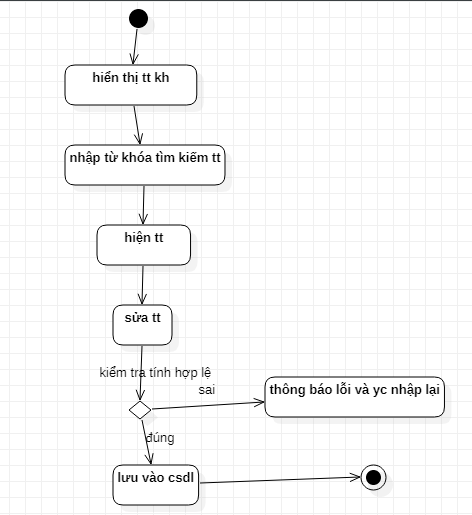 hiển thị tt kh
nhập từ khóa tìm kiếm tt
hiện tt
sửa tt
kiểm tra tính hợp lệ
sai
thông báo lỗi và yc nhập lại
đúng
lưu vào csdl